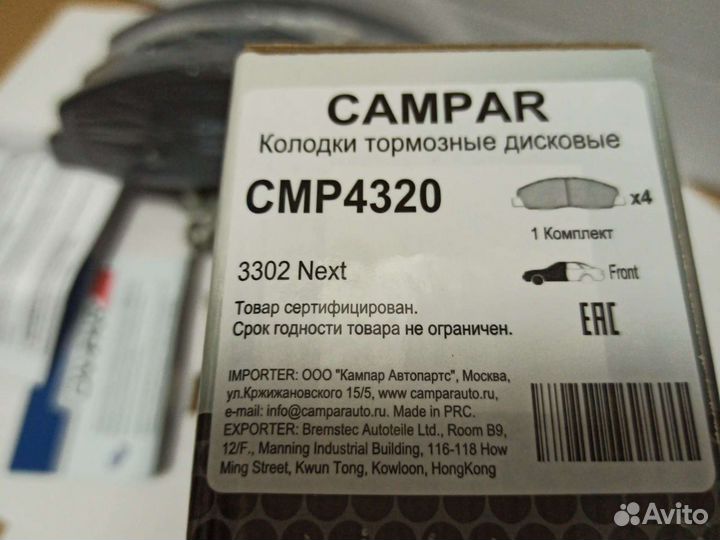 CAMPAR
Колодки тормозные дисковые
CMP4320
x4
1 Комплект
3302 Next
Front
Товар сертифицирован.
Срок годности товара не ограничен.
EAC
IMPORTER: ООО "Кампар Автопартс", Москва,
ул.Кржижановского 15/5, www.camparauto.ru,
e-mail: info@camparauto.ru. Made in PRC.
EXPORTER: Bremstec Autoteile Ltd., Room B9,
12/F., Manning Industrial Building, 116-118 How
Ming Street, Kwun Tong, Kowloon, HongKong
Avito